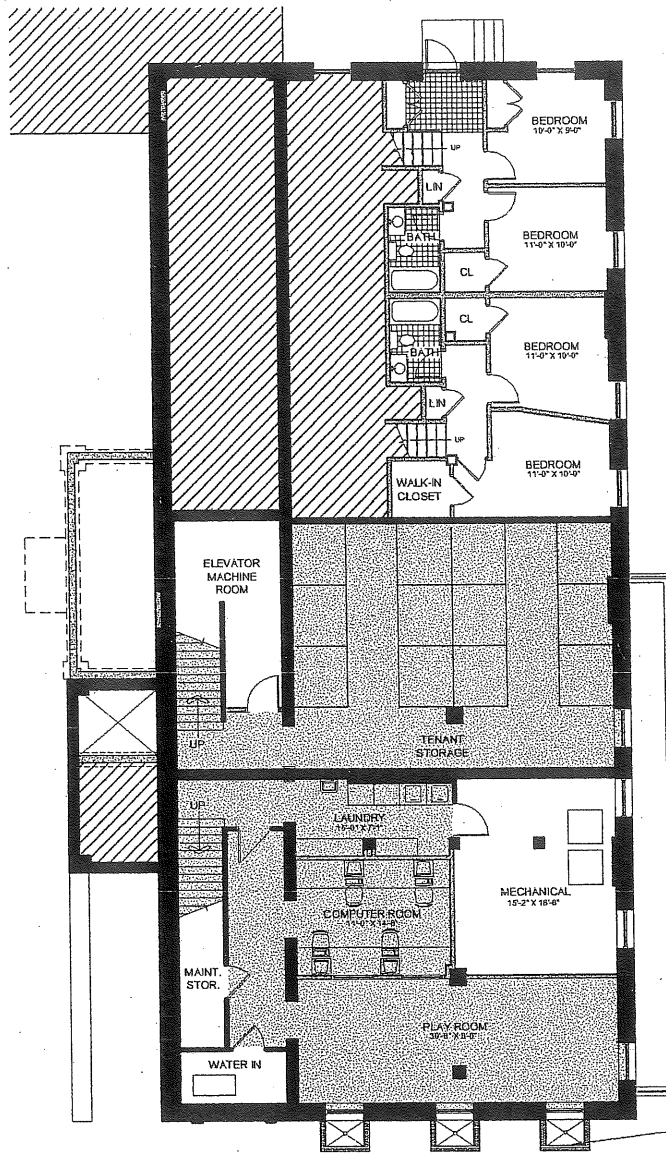 BEDROOM
10'-0" X 9'-0"
UP
LIN
BATH
BEDROOM
11'-0" X 10'-0"
CL
CL
BEDROOM
11'-0" X 10'-0"
BATH
LIN
UP
BEDROOM
11'-0" X 10'-0"
WALK-IN
CLOSET
ELEVATOR
MACHINE
ROOM
UP
TENANT
STORAGE
UP
LAUNDRY
MECHANICAL
15'-2" X 16'-6"
COMPUTER ROOM
MAINT.
STOR.
PLAY ROOM
WATER IN